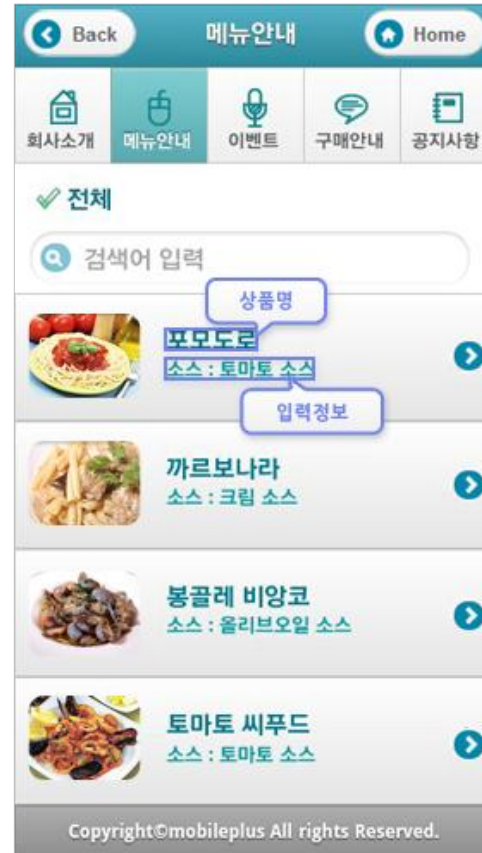 Back 메뉴안내 Home
회사소개 메뉴안내 이벤트 구매안내 공지사항
전체
검색어 입력
상품명
포모도로
소스 : 토마토 소스
입력정보
까르보나라
소스 : 크림 소스
봉골레 비앙코
소스 : 올리브오일 소스
토마토 씨푸드
소스 : 토마토 소스
Copyright©mobileplus All rights Reserved.